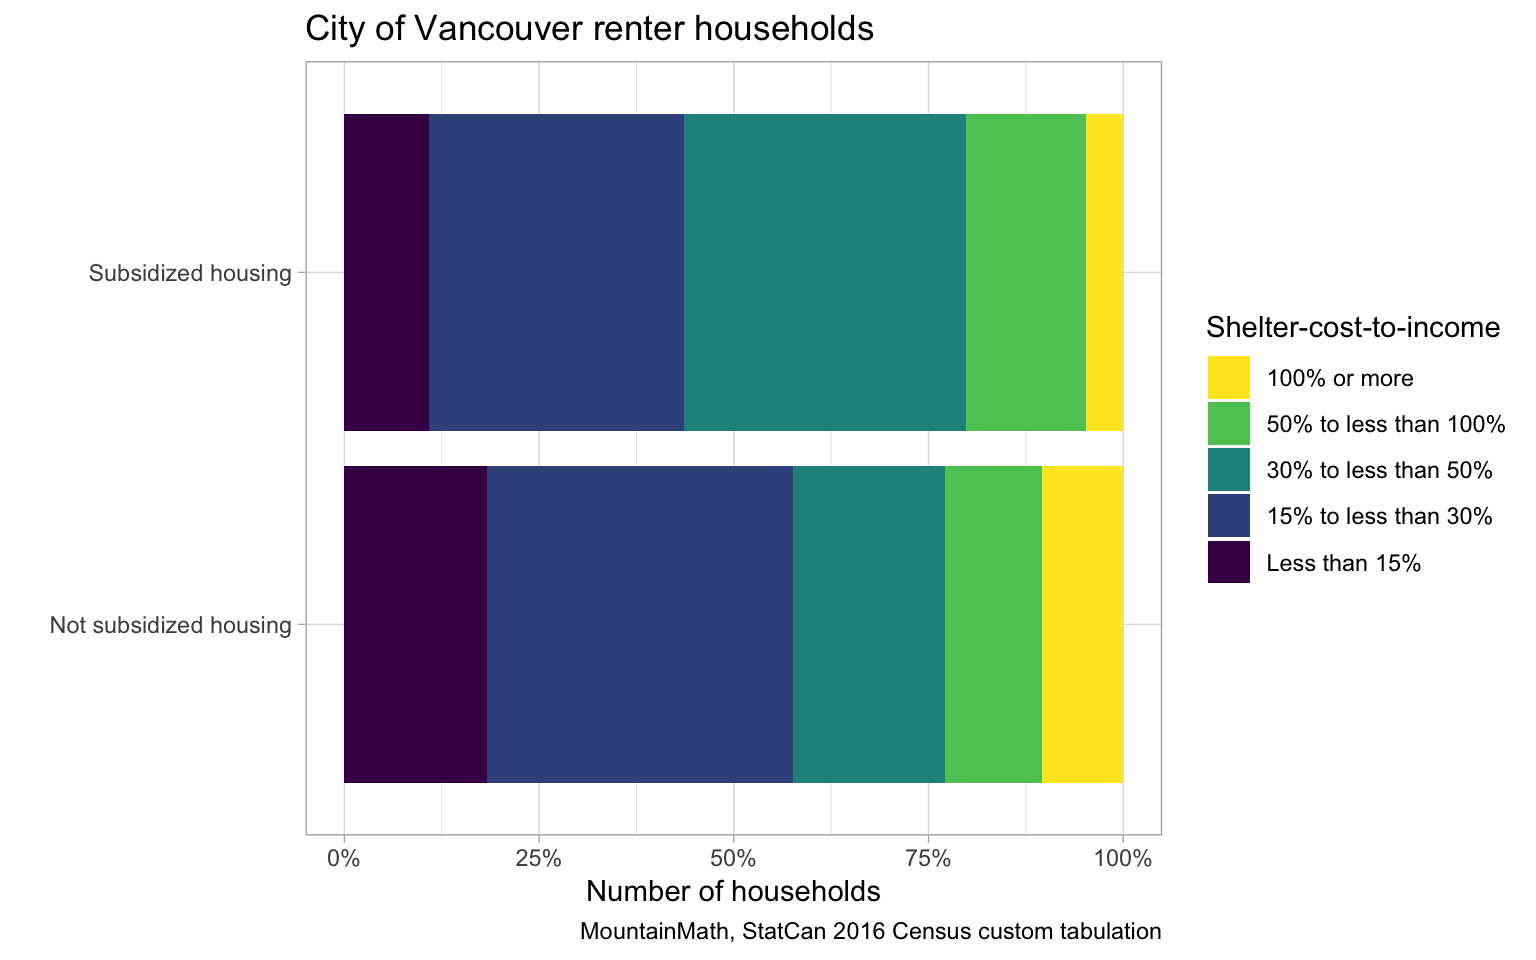 City of Vancouver renter households
Subsidized housing
Not subsidized housing
0% 25% 50% 75% 100%
Number of households
MountainMath, StatCan 2016 Census custom tabulation
Shelter-cost-to-income
100% or more
50% to less than 100%
30% to less than 50%
15% to less than 30%
Less than 15%